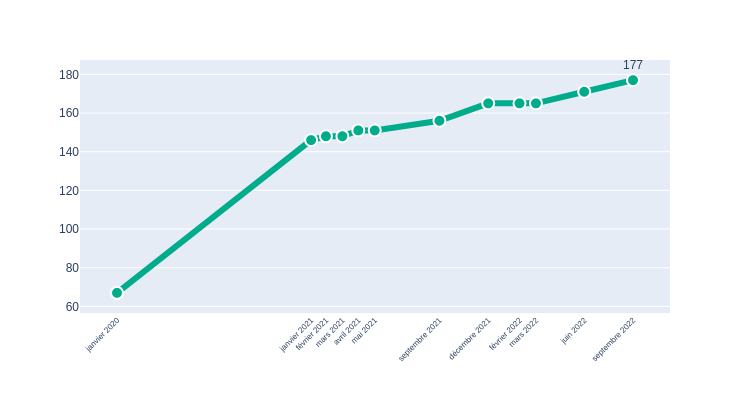 177
180
160
140
120
100
80
60
janvier 2020
janvier 2021
février 2021
mars 2021
avril 2021
mai 2021
septembre 2021
décembre 2021
février 2022
mars 2022
juin 2022
septembre 2022